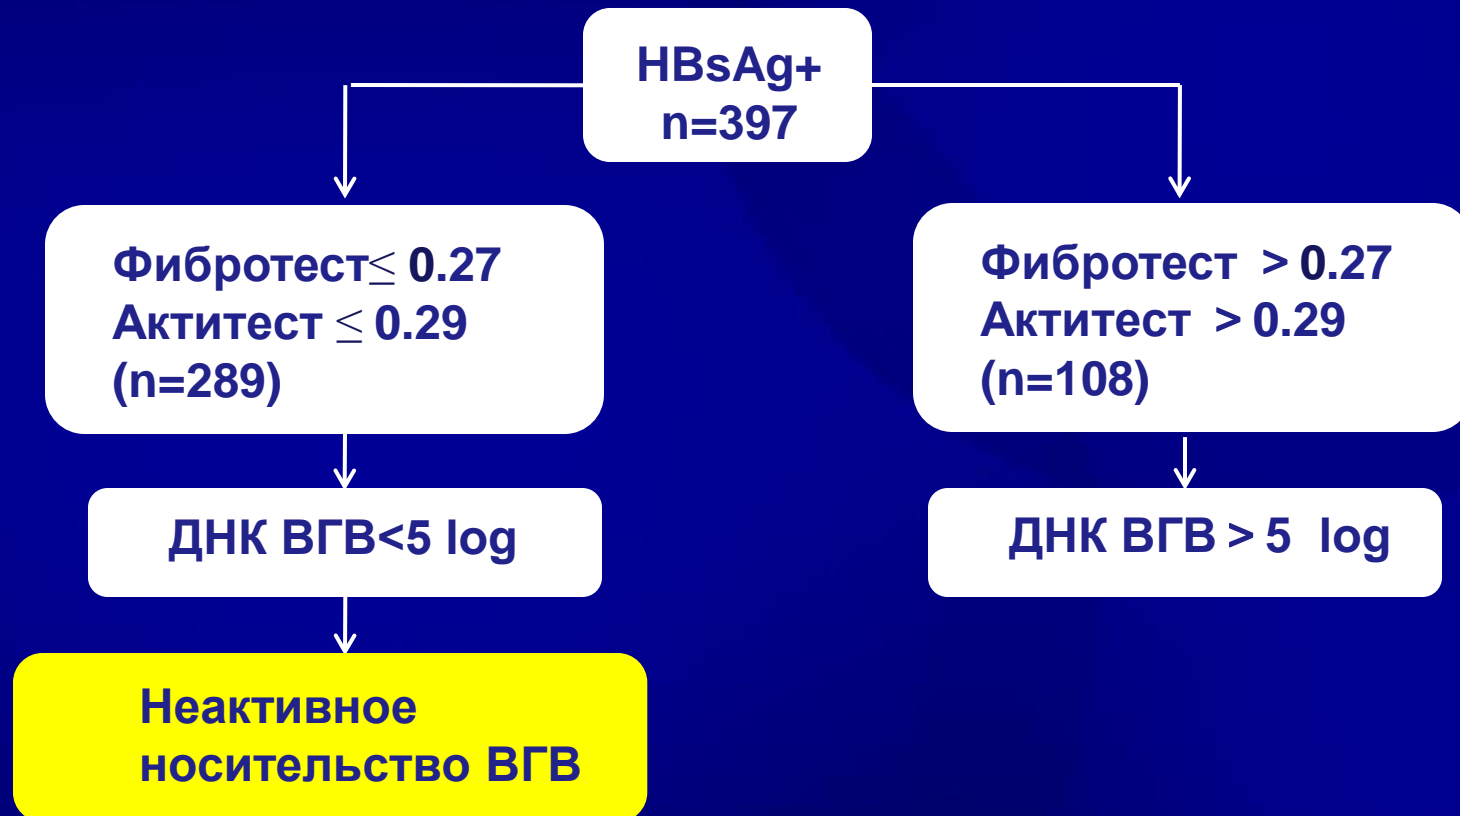 HBsAg+
n=397
Фибротест≤ 0.27
Актитест ≤ 0.29
(n=289)
Фибротест > 0.27
Актитест > 0.29
(n=108)
ДНК ВГВ<5 log
ДНК ВГВ > 5 log
Неактивное
носительство ВГВ